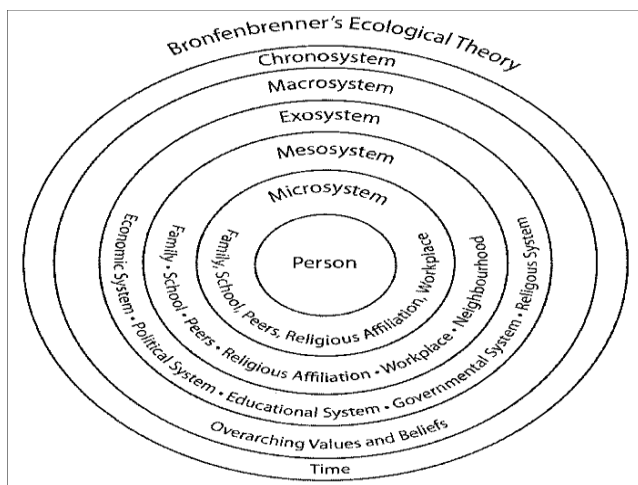 Bronfenbrenner's Ecological Theory
Chronosystem
Macrosystem
Exosystem
Mesosystem
Microsystem
Person
Family, School, Peers, Religious Affiliation, Workplace
Family • School • Peers • Religious Affiliation • Workplace • Neighbourhood
Economic System • Political System • Educational System • Governmental System • Religous System
Overarching Values and Beliefs
Time